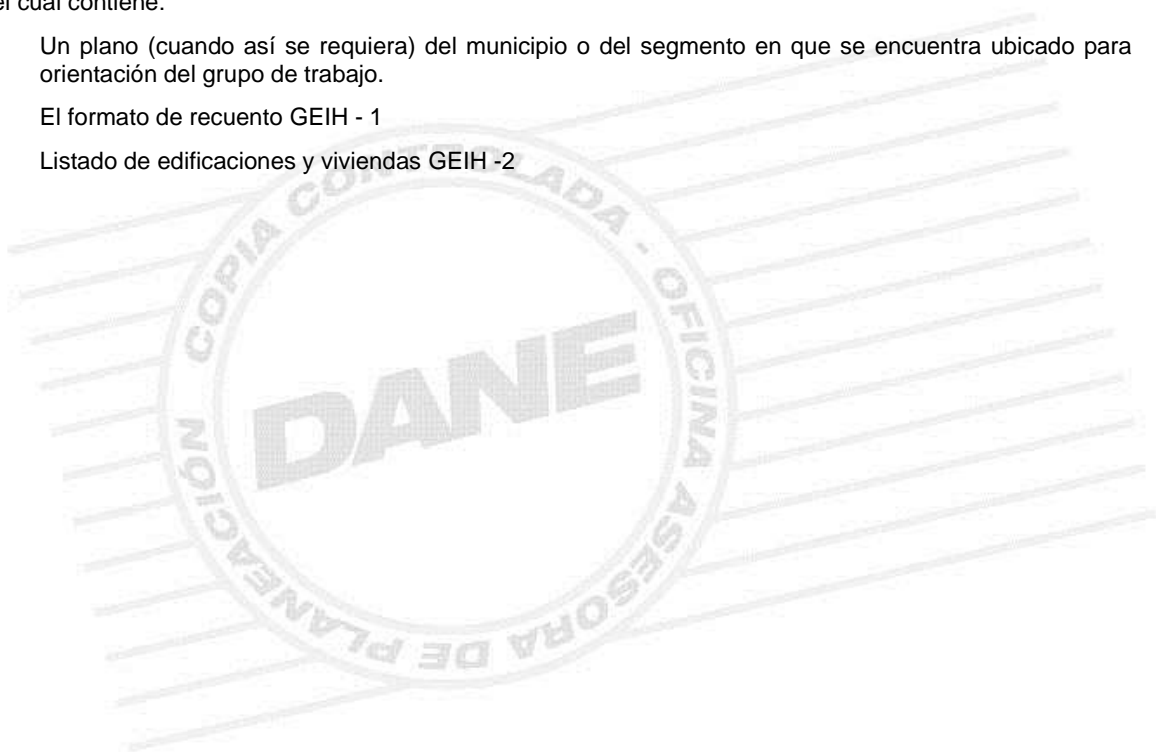 el cual contiene:
Un plano (cuando así se requiera) del municipio o del segmento en que se encuentra ubicado para
orientación del grupo de trabajo.
El formato de recuento GEIH - 1
Listado de edificaciones y viviendas GEIH -2
COPIA CONTROLADA - OFICINA ASESORA DE PLANEACIÓN
DANE